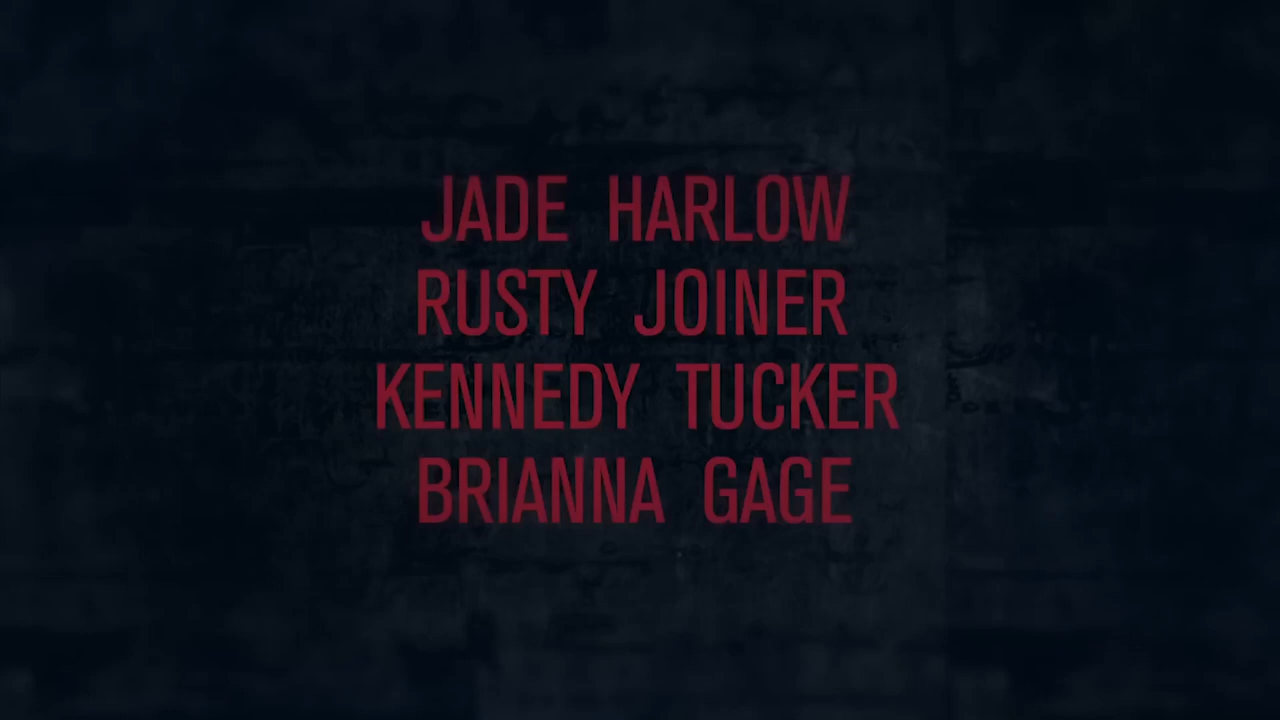 JADE HARLOW
RUSTY JOINER
KENNEDY TUCKER
BRIANNA GAGE